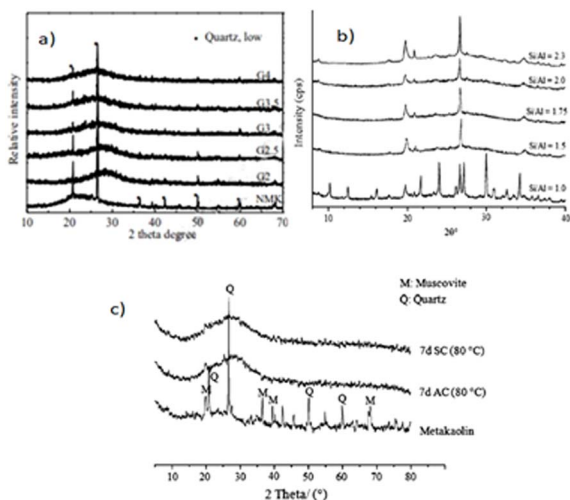 a)
• Quartz, low
G4
G1.5
G3
G2.5
G2
NMK
Relative intensity
10 20 30 40 50 60 70
2 theta degree
b)
Si/Al = 2.3
Si/Al = 2.0
Si/Al = 1.75
Si/Al = 1.5
Si/Al = 1.0
Intensity (cps)
10 20 30 40
2θ°
c)
M: Muscovite
Q: Quartz
Q
7d SC (80 °C)
7d AC (80 °C)
Q
M
M
M
Q
Q
M
Metakaolin
10 20 30 40 50 60 70 80
2 Theta/ (°)